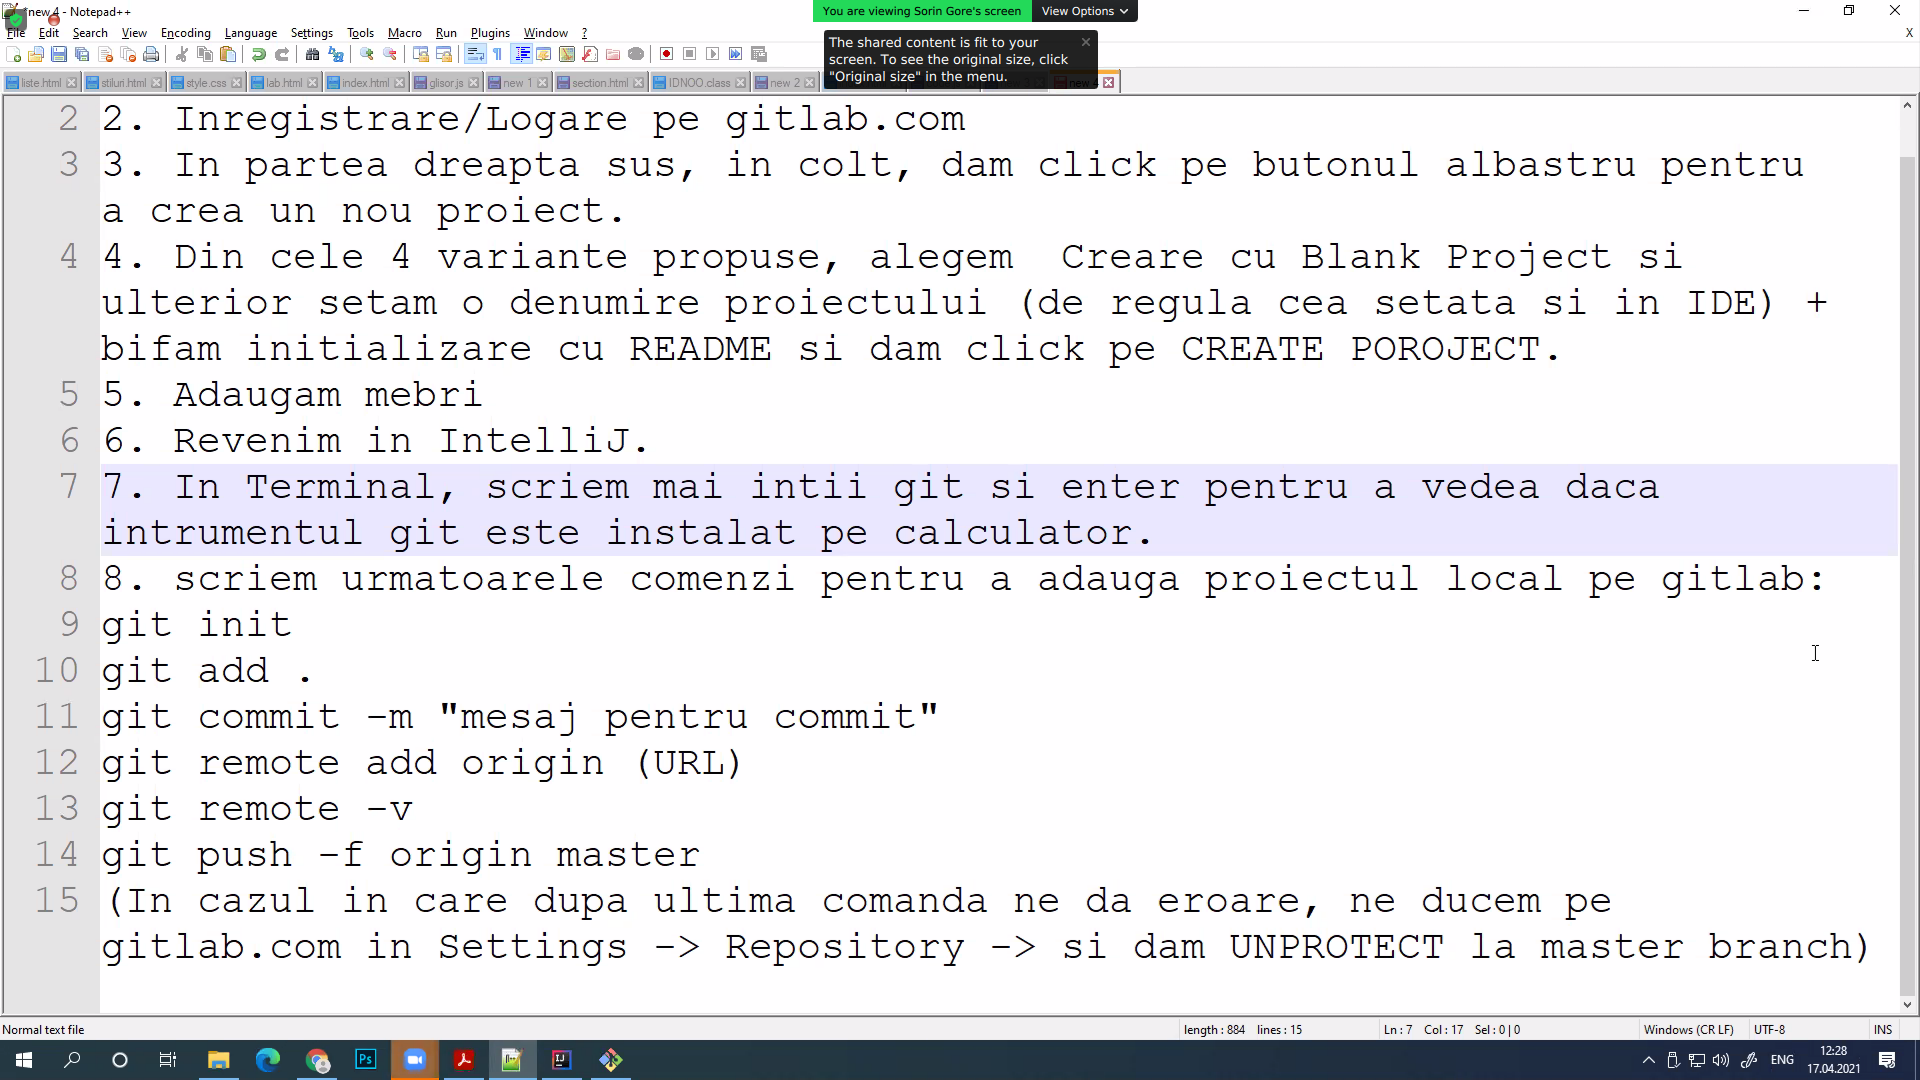 *new 4 - Notepad++
You are viewing Sorin Gore's screen
View Options
File Edit Search View Encoding Language Settings Tools Macro Run Plugins Window ?
X
The shared content is fit to your
screen. To see the original size, click
"Original size" in the menu.
liste.html stiluri.html style.css lab.html index.html glisor.js new 1 section.html IDNOO.class new 2 new 4
2 2. Inregistrare/Logare pe gitlab.com
3 3. In partea dreapta sus, in colt, dam click pe butonul albastru pentru
a crea un nou proiect.
4 4. Din cele 4 variante propuse, alegem  Creare cu Blank Project si
ulterior setam o denumire proiectului (de regula cea setata si in IDE) +
bifam initializare cu README si dam click pe CREATE POROJECT.
5 5. Adaugam mebri
6 6. Revenim in IntelliJ.
7 7. In Terminal, scriem mai intii git si enter pentru a vedea daca
intrumentul git este instalat pe calculator.
8 8. scriem urmatoarele comenzi pentru a adauga proiectul local pe gitlab:
9 git init
10 git add .
11 git commit -m "mesaj pentru commit"
12 git remote add origin (URL)
13 git remote -v
14 git push -f origin master
15 (In cazul in care dupa ultima comanda ne da eroare, ne ducem pe
gitlab.com in Settings -> Repository -> si dam UNPROTECT la master branch)
Normal text file
length : 884 lines : 15
Ln : 7 Col : 17 Sel : 0 | 0
Windows (CR LF)
UTF-8
INS
Ps
IJ
ENG
12:28
17.04.2021